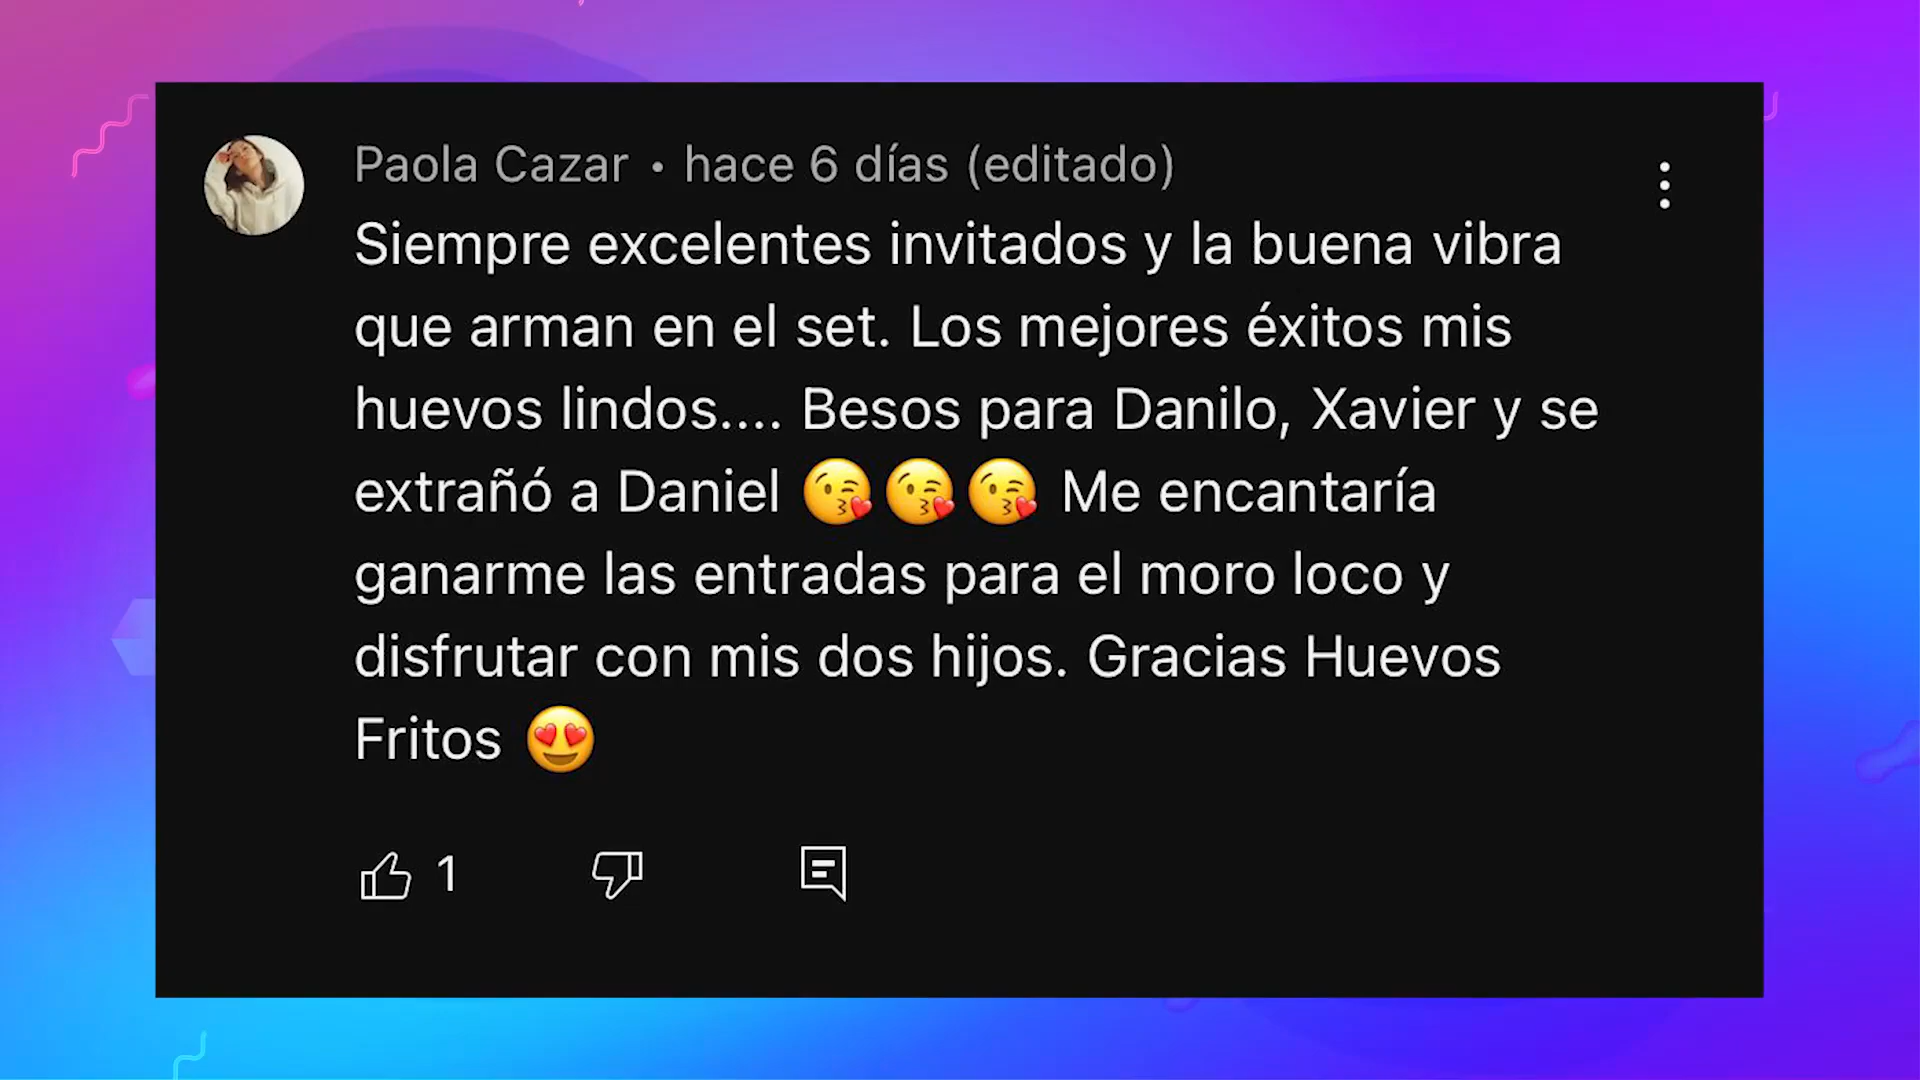 Paola Cazar • hace 6 días (editado)
Siempre excelentes invitados y la buena vibra
que arman en el set. Los mejores éxitos mis
huevos lindos.... Besos para Danilo, Xavier y se
extrañó a Daniel 😘😘😘 Me encantaría
ganarme las entradas para el moro loco y
disfrutar con mis dos hijos. Gracias Huevos
Fritos 😍
1